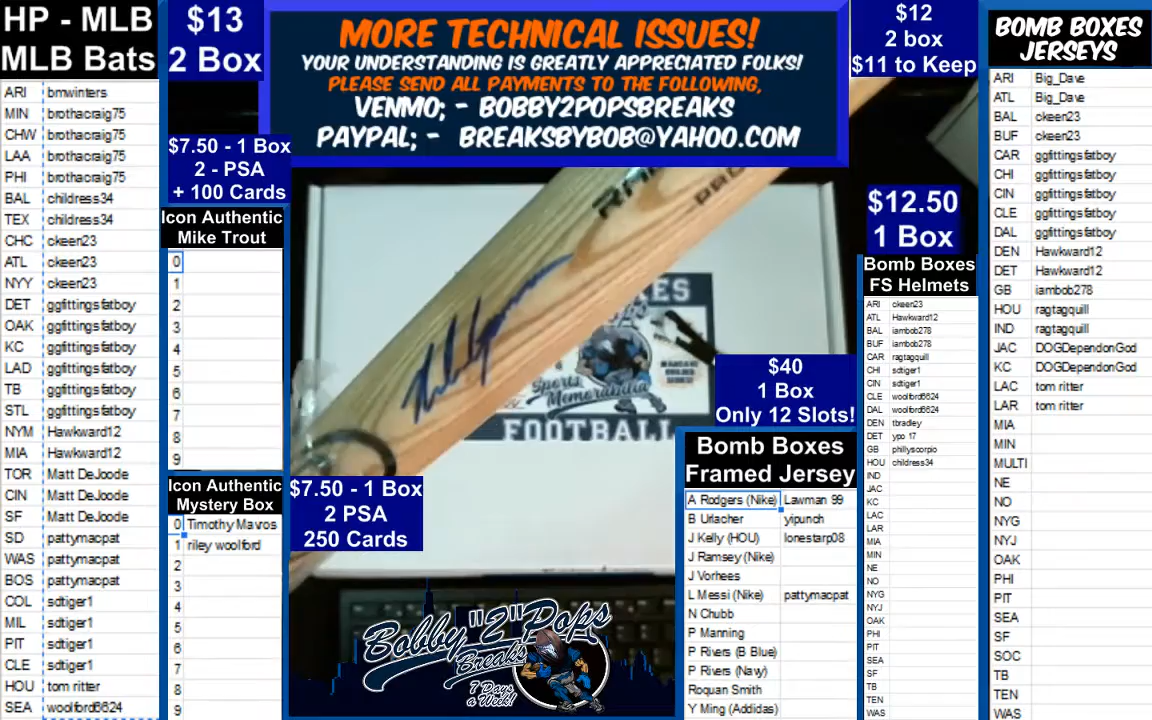 HP - MLB
MLB Bats
ARI bmwinters
MIN brothacraig75
CHW brothacraig75
LAA brothacraig75
PHI brothacraig75
BAL childress34
TEX childress34
CHC ckeen23
ATL ckeen23
NYY ckeen23
DET ggfittingsfatboy
OAK ggfittingsfatboy
KC ggfittingsfatboy
LAD ggfittingsfatboy
TB ggfittingsfatboy
STL ggfittingsfatboy
NYM Hawkward12
MIA Hawkward12
TOR Matt DeJoode
CIN Matt DeJoode
SF Matt DeJoode
SD pattymacpat
WAS pattymacpat
BOS pattymacpat
COL sdtiger1
MIL sdtiger1
PIT sdtiger1
CLE sdtiger1
HOU tom ritter
SEA woolford6624
$13
2 Box
$7.50 - 1 Box
2 - PSA
+ 100 Cards
Icon Authentic
Mike Trout
0
1
2
3
4
5
6
7
8
9
Icon Authentic
Mystery Box
0 Timothy Mavros
1 riley woolford
2
3
4
5
6
7
8
9
MORE TECHNICAL ISSUES!
YOUR UNDERSTANDING IS GREATLY APPRECIATED FOLKS!
PLEASE SEND ALL PAYMENTS TO THE FOLLOWING,
VENMO; - BOBBY2POPSBREAKS
PAYPAL; - BREAKSBYBOB@YAHOO.COM
Sports
Memorabilia
FOOTBALL
$7.50 - 1 Box
2 PSA
250 Cards
Bobby "2" Pops
Breaks
7 Days
a Week!
$40
1 Box
Only 12 Slots!
Bomb Boxes
Framed Jersey
A Rodgers (Nike) Lawman 99
B Urlacher yipunch
J Kelly (HOU) lonestarp08
J Ramsey (Nike)
J Vorhees
L Messi (Nike) pattymacpat
N Chubb
P Manning
P Rivers (B Blue)
P Rivers (Navy)
Roquan Smith
Y Ming (Addidas)
$12
2 box
$11 to Keep
$12.50
1 Box
Bomb Boxes
FS Helmets
ARI ckeen23
ATL Hawkward12
BAL iambob278
BUF iambob278
CAR ragtagquill
CHI sdtiger1
CIN sdtiger1
CLE woolford6624
DAL woolford6624
DEN tbradley
DET ypo 17
GB phillyscorpio
HOU childress34
IND
JAC
KC
LAC
LAR
MIA
MIN
NE
NO
NYG
NYJ
OAK
PHI
PIT
SEA
SF
TB
TEN
WAS
BOMB BOXES
JERSEYS
ARI Big_Dave
ATL Big_Dave
BAL ckeen23
BUF ckeen23
CAR ggfittingsfatboy
CHI ggfittingsfatboy
CIN ggfittingsfatboy
CLE ggfittingsfatboy
DAL ggfittingsfatboy
DEN Hawkward12
DET Hawkward12
GB iambob278
HOU ragtagquill
IND ragtagquill
JAC DOGDependonGod
KC DOGDependonGod
LAC tom ritter
LAR tom ritter
MIA
MIN
MULTI
NE
NO
NYG
NYJ
OAK
PHI
PIT
SEA
SF
SOC
TB
TEN
WAS